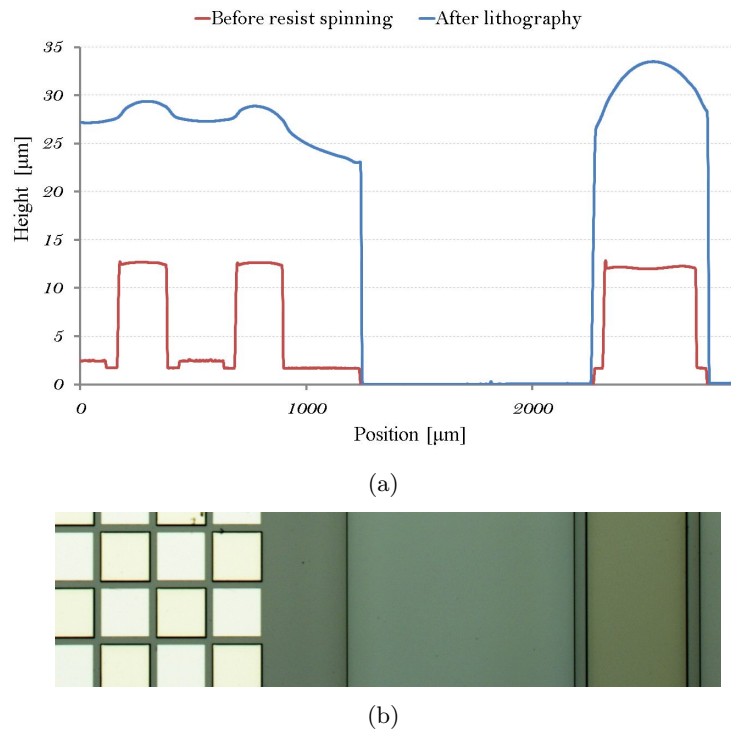 Before resist spinning After lithography
35
30
25
20
15
10
5
0
Height [µm]
0 1000 2000
Position [µm]
(a)
(b)